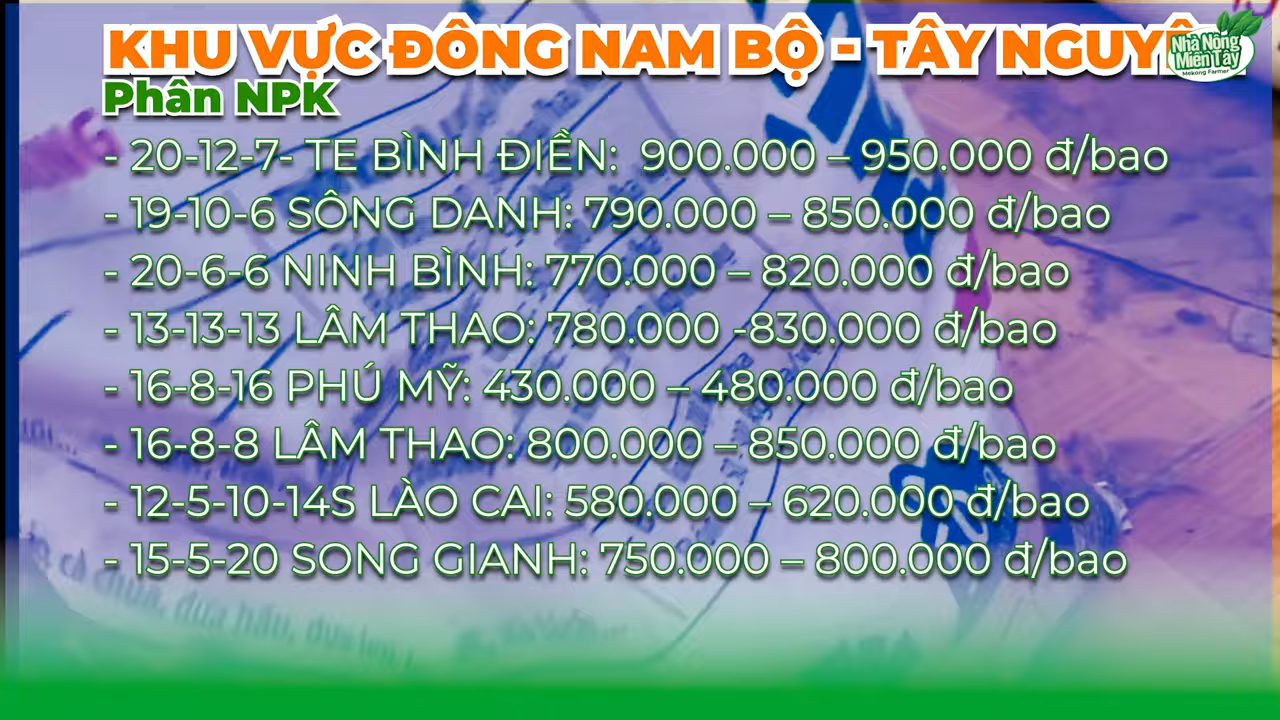 KHU VỰC ĐÔNG NAM BỘ - TÂY NGUYÊ
Nhà Nông
Miền Tây
Mekong Farmer
Phân NPK
- 20-12-7- TE BÌNH ĐIỀN: 900.000 – 950.000 đ/bao
- 19-10-6 SÔNG DANH: 790.000 – 850.000 đ/bao
- 20-6-6 NINH BÌNH: 770.000 – 820.000 đ/bao
- 13-13-13 LÂM THAO: 780.000 -830.000 đ/bao
- 16-8-16 PHÚ MỸ: 430.000 – 480.000 đ/bao
- 16-8-8 LÂM THAO: 800.000 – 850.000 đ/bao
- 12-5-10-14S LÀO CAI: 580.000 – 620.000 đ/bao
- 15-5-20 SONG GIANH: 750.000 – 800.000 đ/bao